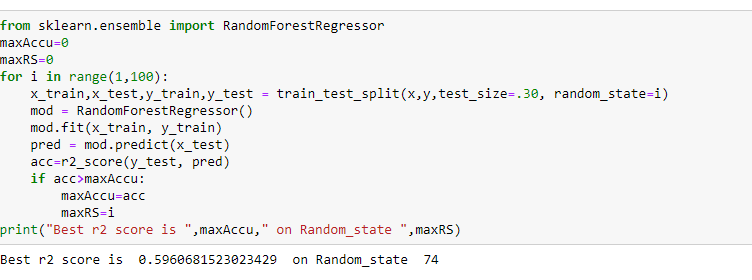 from sklearn.ensemble import RandomForestRegressor
maxAccu=0
maxRS=0
for i in range(1,100):
    x_train,x_test,y_train,y_test = train_test_split(x,y,test_size=.30, random_state=i)
    mod = RandomForestRegressor()
    mod.fit(x_train, y_train)
    pred = mod.predict(x_test)
    acc=r2_score(y_test, pred)
    if acc>maxAccu:
        maxAccu=acc
        maxRS=i
print("Best r2 score is ",maxAccu," on Random_state ",maxRS)
Best r2 score is  0.5960681523023429  on Random_state  74